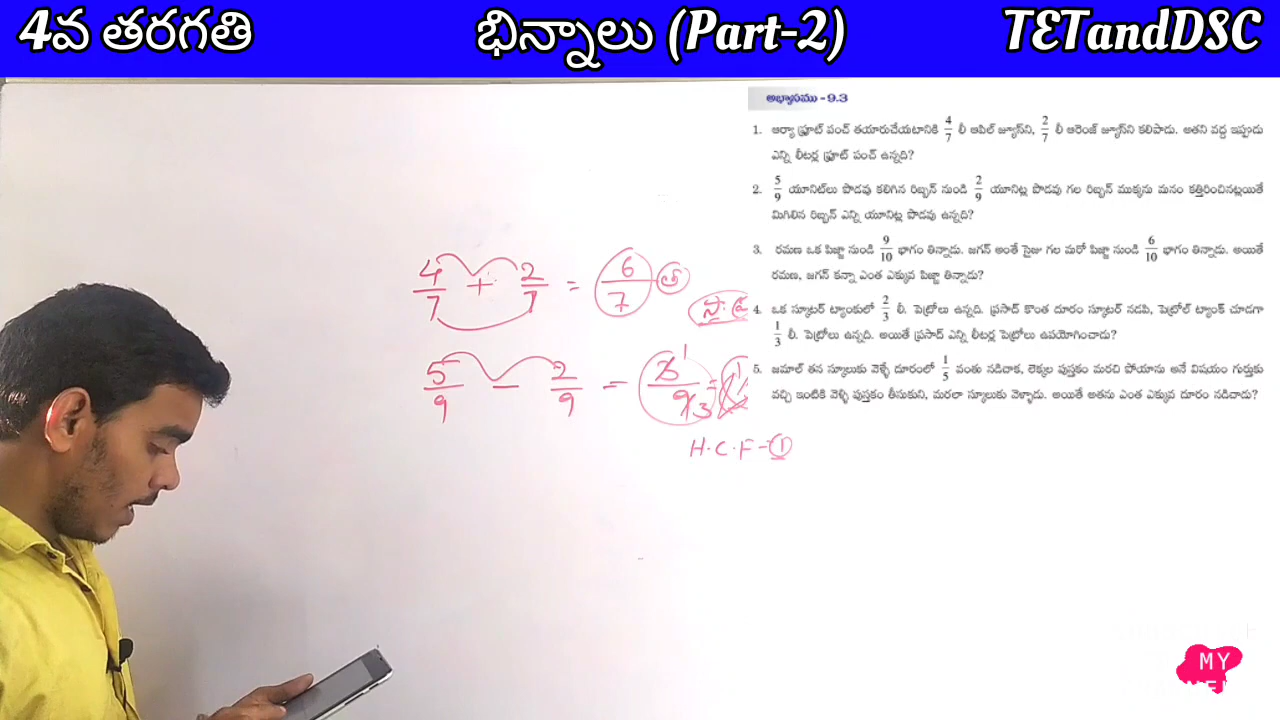 4వ తరగతి భిన్నాలు (Part-2) TETandDSC
అభ్యాసము - 9.3
1. ఆర్యా ఫ్రూట్ పంచ్ తయారుచేయటానికి 4/7 లీ ఆపిల్ జ్యూస్‌ని, 2/7 లీ ఆరెంజ్ జ్యూస్‌ని కలిపాడు. అతని వద్ద ఇప్పుడు
ఎన్ని లీటర్ల ఫ్రూట్ పంచ్ ఉన్నది?
2. 5/9 యూనిట్‌లు పొడవు కలిగిన రిబ్బన్ నుండి 2/9 యూనిట్ల పొడవు గల రిబ్బన్ ముక్కను మనం కత్తిరించినట్లయితే
మిగిలిన రిబ్బన్ ఎన్ని యూనిట్ల పొడవు ఉన్నది?
3. రమణ ఒక పిజ్జా నుండి 9/10 భాగం తిన్నాడు. జగన్ అంతే సైజు గల మరో పిజ్జా నుండి 6/10 భాగం తిన్నాడు. అయితే
రమణ, జగన్ కన్నా ఎంత ఎక్కువ పిజ్జా తిన్నాడు?
4. ఒక స్కూటర్ ట్యాంకులో 2/3 లీ. పెట్రోలు ఉన్నది. ప్రసాద్ కొంత దూరం స్కూటర్ నడపి, పెట్రోల్ ట్యాంక్ చూడగా
1/3 లీ. పెట్రోలు ఉన్నది. అయితే ప్రసాద్ ఎన్ని లీటర్ల పెట్రోలు ఉపయోగించాడు?
5. జమాల్ తన స్కూలుకు వెళ్ళే దూరంలో 1/5 వంతు నడిచాక, లెక్కల పుస్తకం మరచి పోయాను అనే విషయం గుర్తుకు
వచ్చి ఇంటికి వెళ్ళి పుస్తకం తీసుకుని, మరలా స్కూలుకు వెళ్ళాడు. అయితే అతను ఎంత ఎక్కువ దూరం నడిచాడు?
4/7 + 2/7 = 6/7 లీ
5/9 - 2/9 = 3/9 1 3
H.C.F - 1
MY